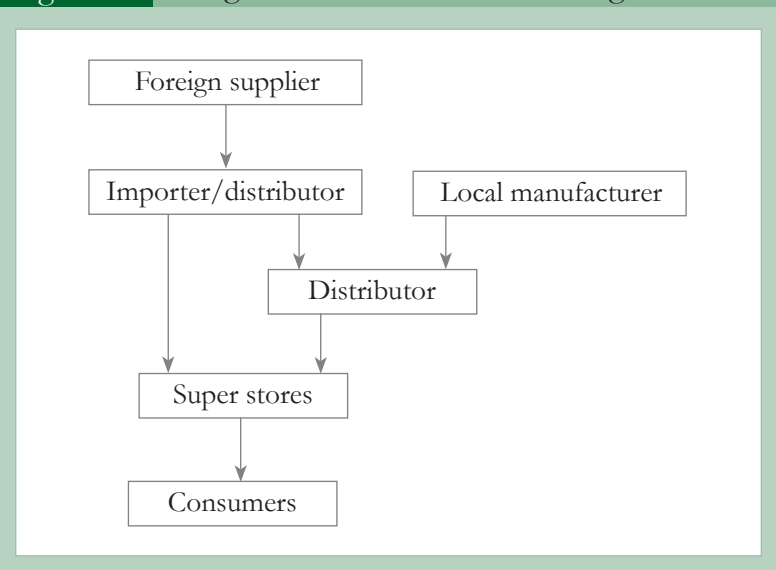 Foreign supplier
Importer/distributor
Local manufacturer
Distributor
Super stores
Consumers